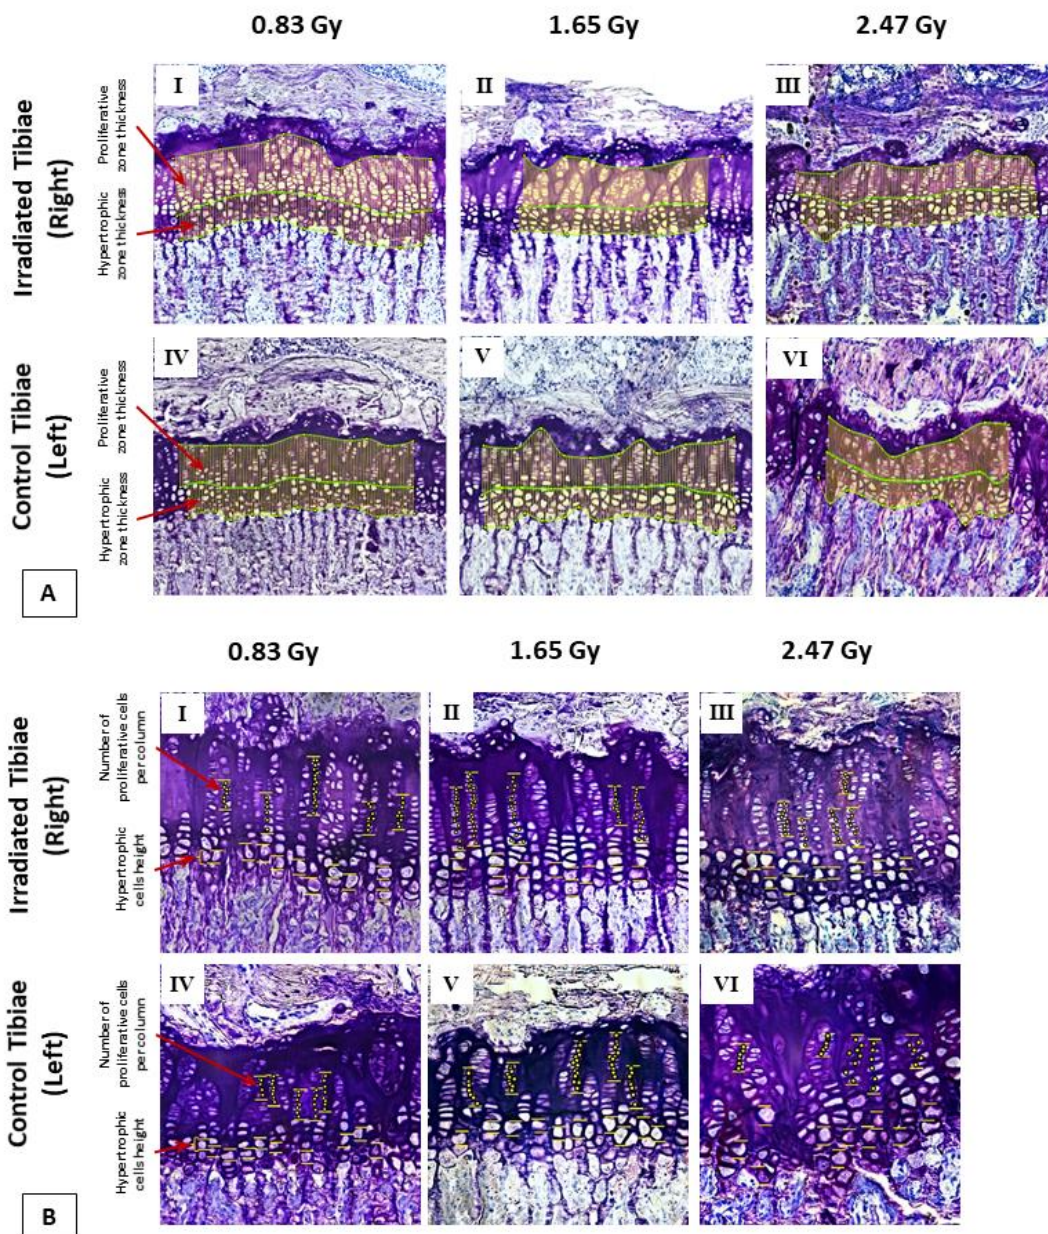 0.83 Gy
1.65 Gy
2.47 Gy
Irradiated Tibiae
(Right)
Proliferative
zone thickness
Hypertrophic
zone thickness
I
II
III
Control Tibiae
(Left)
Proliferative
zone thickness
Hypertrophic
zone thickness
IV
V
VI
A
0.83 Gy
1.65 Gy
2.47 Gy
Irradiated Tibiae
(Right)
Number of
proliferative cells
per column
Hypertrophic
cells height
I
II
III
Control Tibiae
(Left)
Number of
proliferative cells
per column
Hypertrophic
cells height
IV
V
VI
B